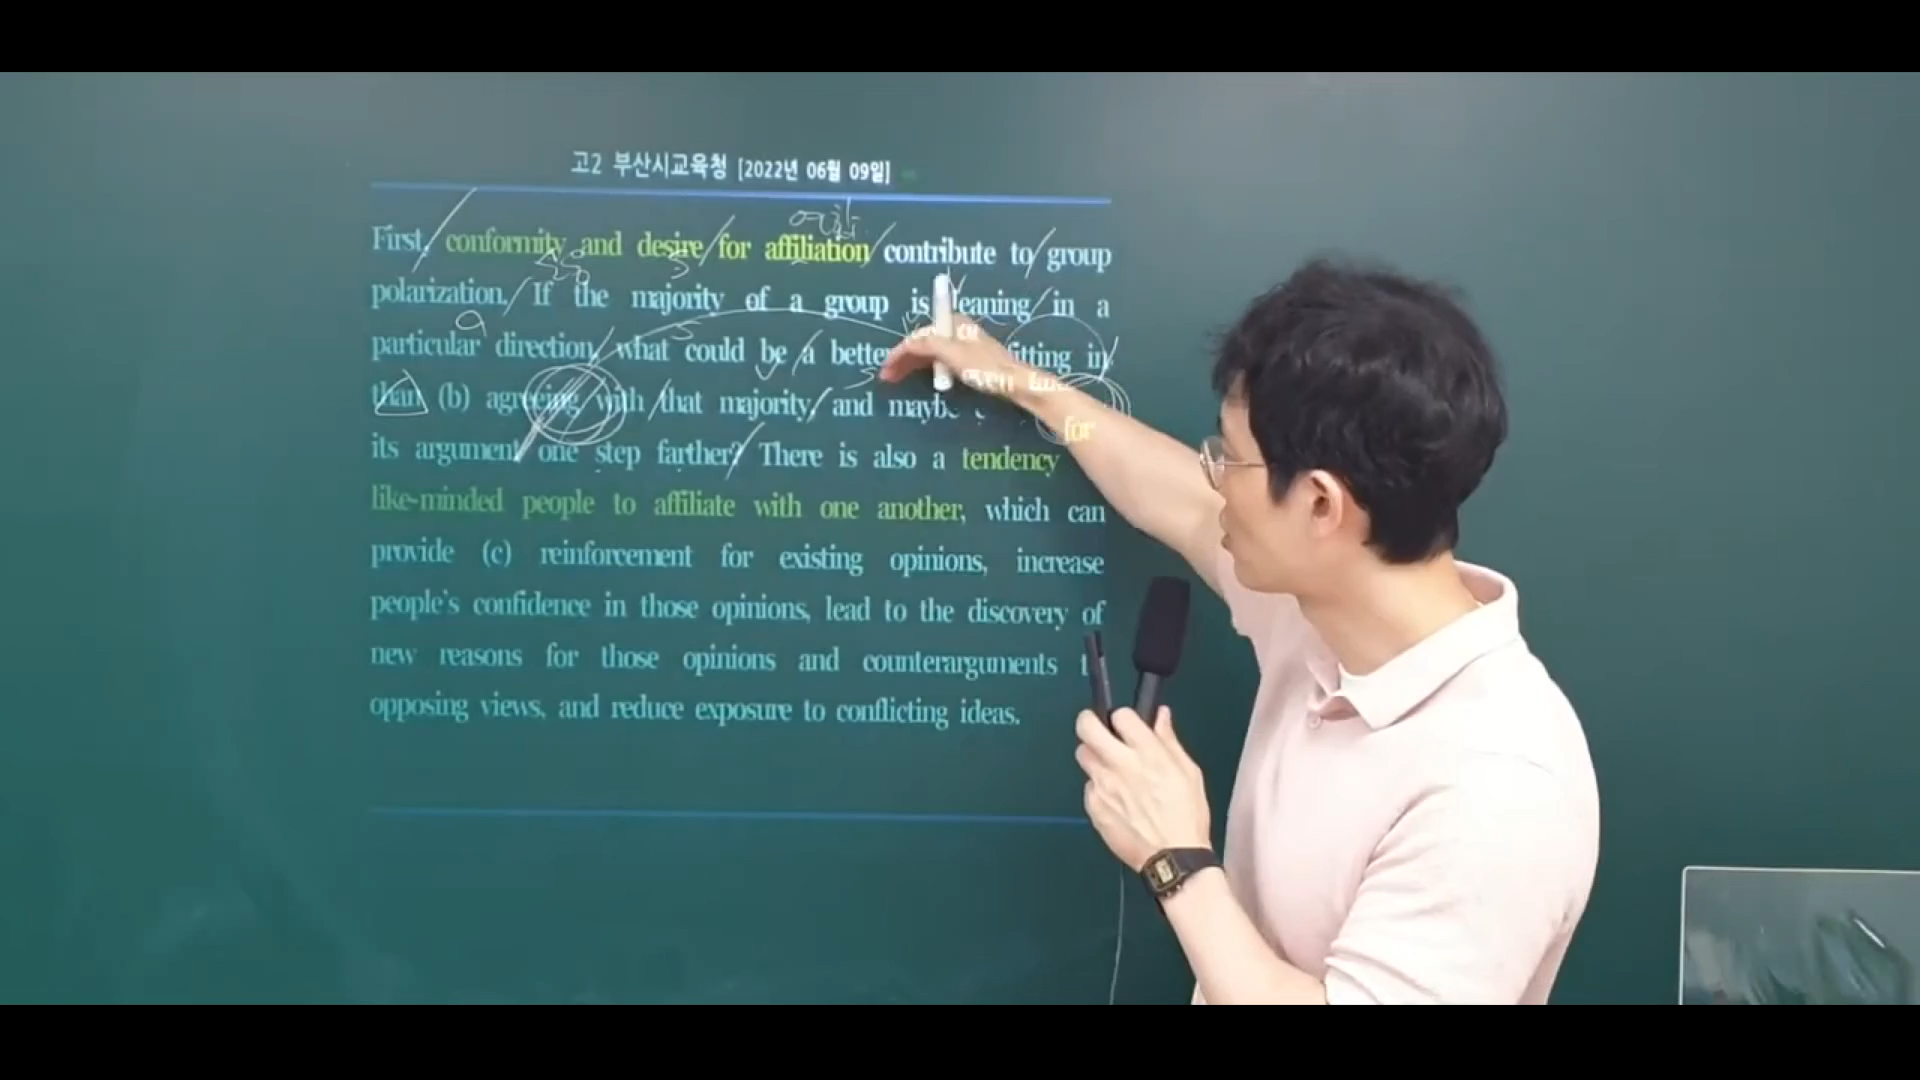 고2 부산시교육청 [2022년 06월 09일]
First, conformity and desire for affiliation contribute to group
polarization. If the majority of a group is leaning in a
particular direction, what could be a better fitting in
than (b) agreeing with that majority, and maybe even
its argument one step farther? There is also a tendency for
like-minded people to affiliate with one another, which can
provide (c) reinforcement for existing opinions, increase
people's confidence in those opinions, lead to the discovery of
new reasons for those opinions and counterarguments
opposing views, and reduce exposure to conflicting ideas.